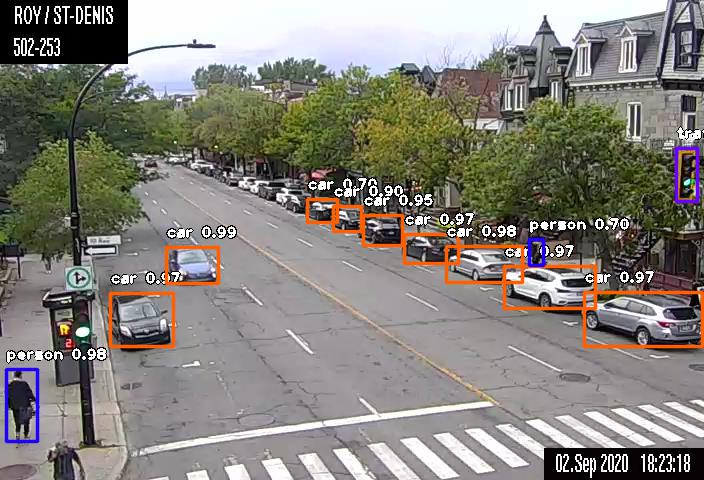 ROY / ST-DENIS
502-253
car 0.70
car 0.90
car 0.95
car 0.97
car 0.98
person 0.70
car 0.97
car 0.97
car 0.99
car 0.97
person 0.98
02.Sep 2020 18:23:18